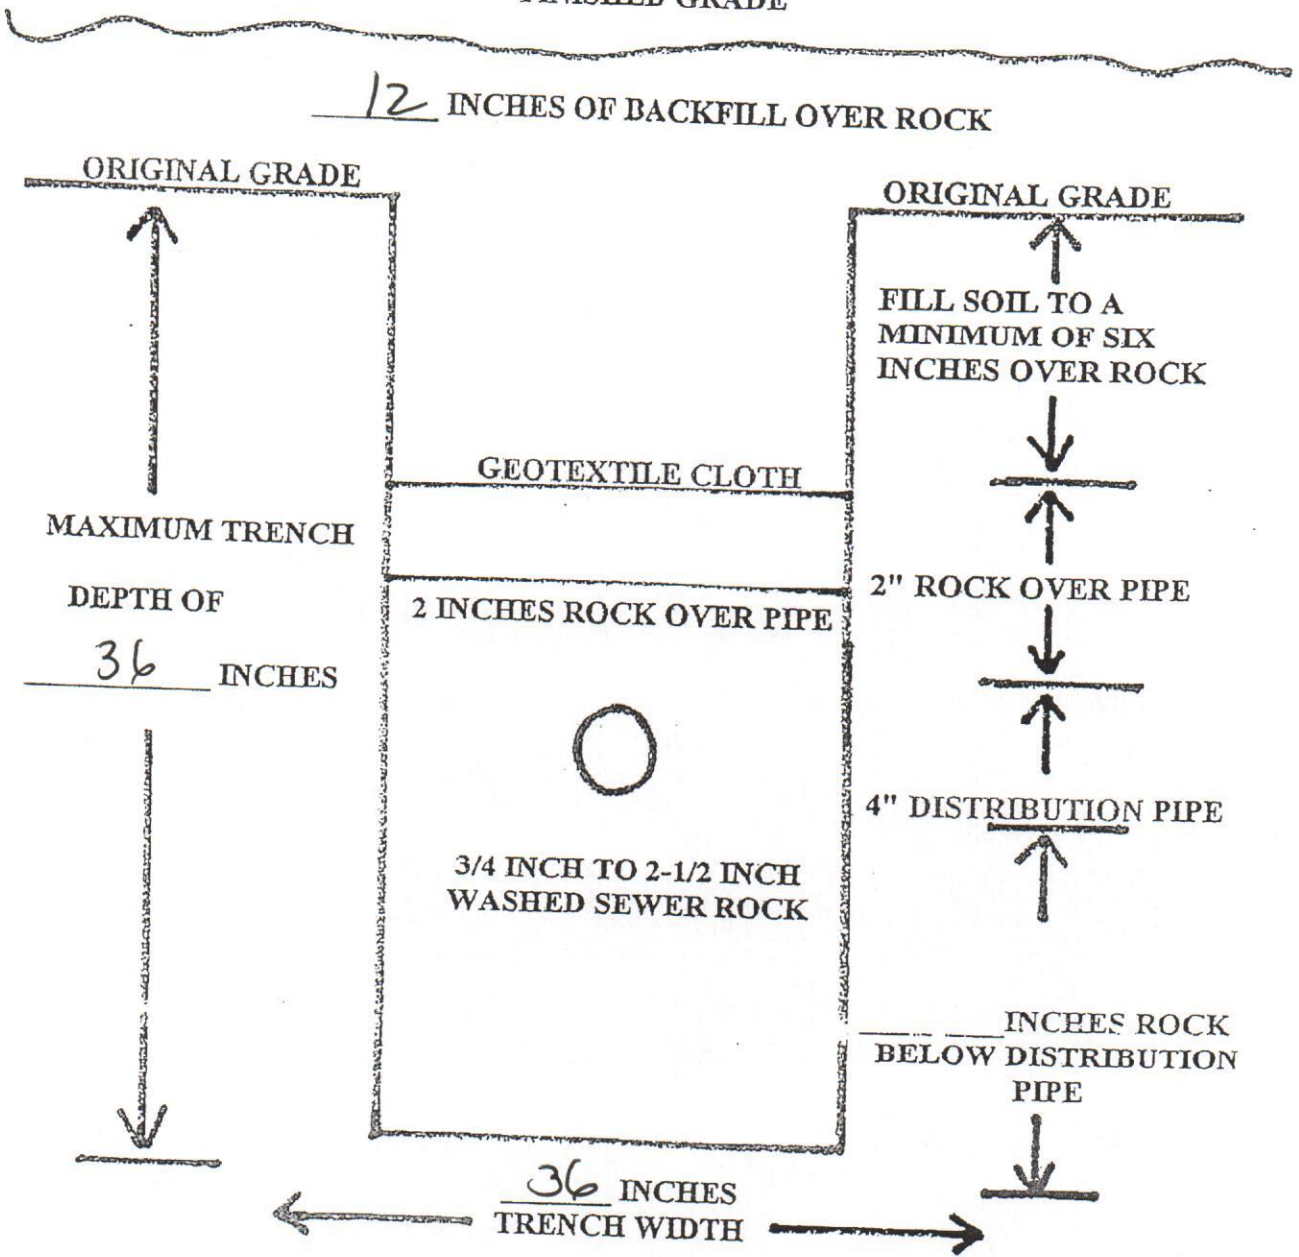 FINISHED GRADE
12 INCHES OF BACKFILL OVER ROCK
ORIGINAL GRADE
ORIGINAL GRADE
FILL SOIL TO A
MINIMUM OF SIX
INCHES OVER ROCK
GEOTEXTILE CLOTH
MAXIMUM TRENCH
DEPTH OF
36 INCHES
2 INCHES ROCK OVER PIPE
2" ROCK OVER PIPE
4" DISTRIBUTION PIPE
3/4 INCH TO 2-1/2 INCH
WASHED SEWER ROCK
INCHES ROCK
BELOW DISTRIBUTION
PIPE
36 INCHES
TRENCH WIDTH